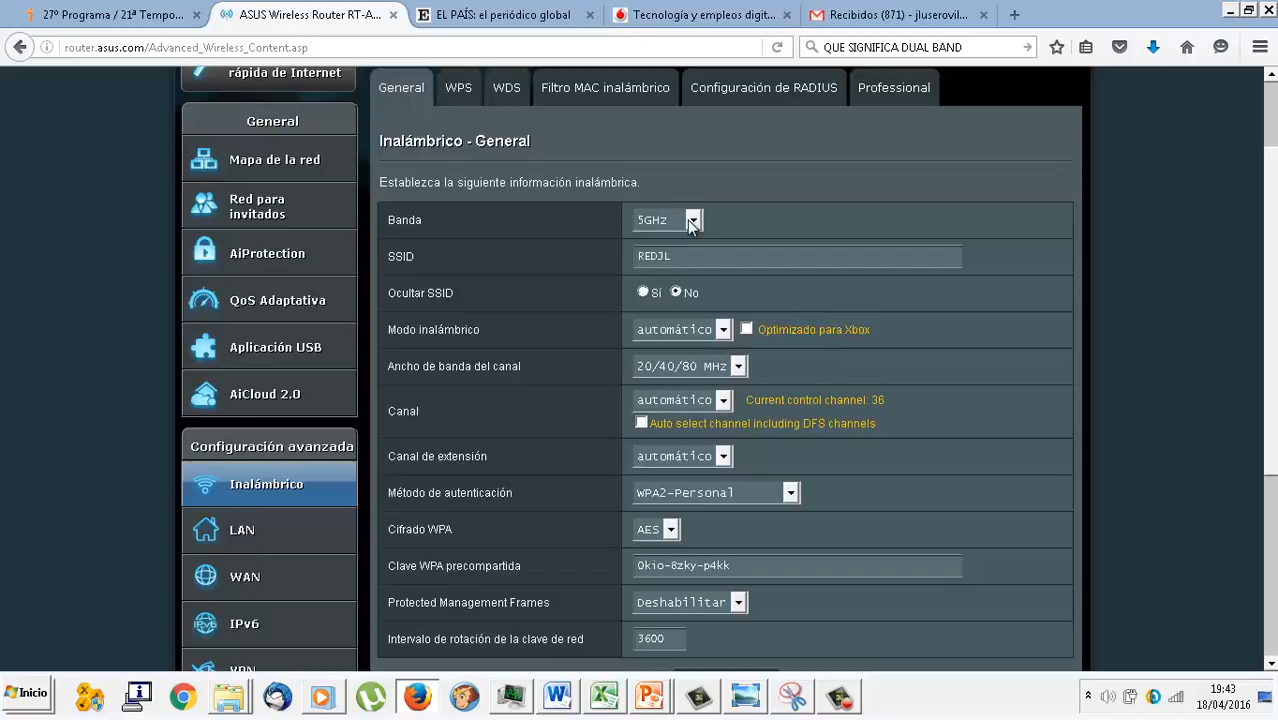 27º Programa / 21ª Tempo...
ASUS Wireless Router RT-A...
EL PAÍS: el periódico glob...
Tecnología y empleos digit...
Recibidos (871) - jluserovil...
router.asus.com/Advanced_Wireless_Content.asp
QUE SIGNIFICA DUAL BAND
rápida de Internet
General
WPS
WDS
Filtro MAC inalámbrico
Configuración de RADIUS
Professional
General
Mapa de la red
Red para
invitados
AiProtection
QoS Adaptativa
Aplicación USB
AiCloud 2.0
Configuración avanzada
Inalámbrico
LAN
WAN
IPv6
VPN
Inalámbrico - General
Establezca la siguiente información inalámbrica.
Banda 5GHz
SSID REDJL
Ocultar SSID Sí No
Modo inalámbrico automático Optimizado para Xbox
Ancho de banda del canal 20/40/80 MHz
Canal automático Current control channel: 36
Auto select channel including DFS channels
Canal de extensión automático
Método de autenticación WPA2-Personal
Cifrado WPA AES
Clave WPA precompartida 0kio-8zky-p4kk
Protected Management Frames Deshabilitar
Intervalo de rotación de la clave de red 3600
Inicio
19:43
18/04/2016